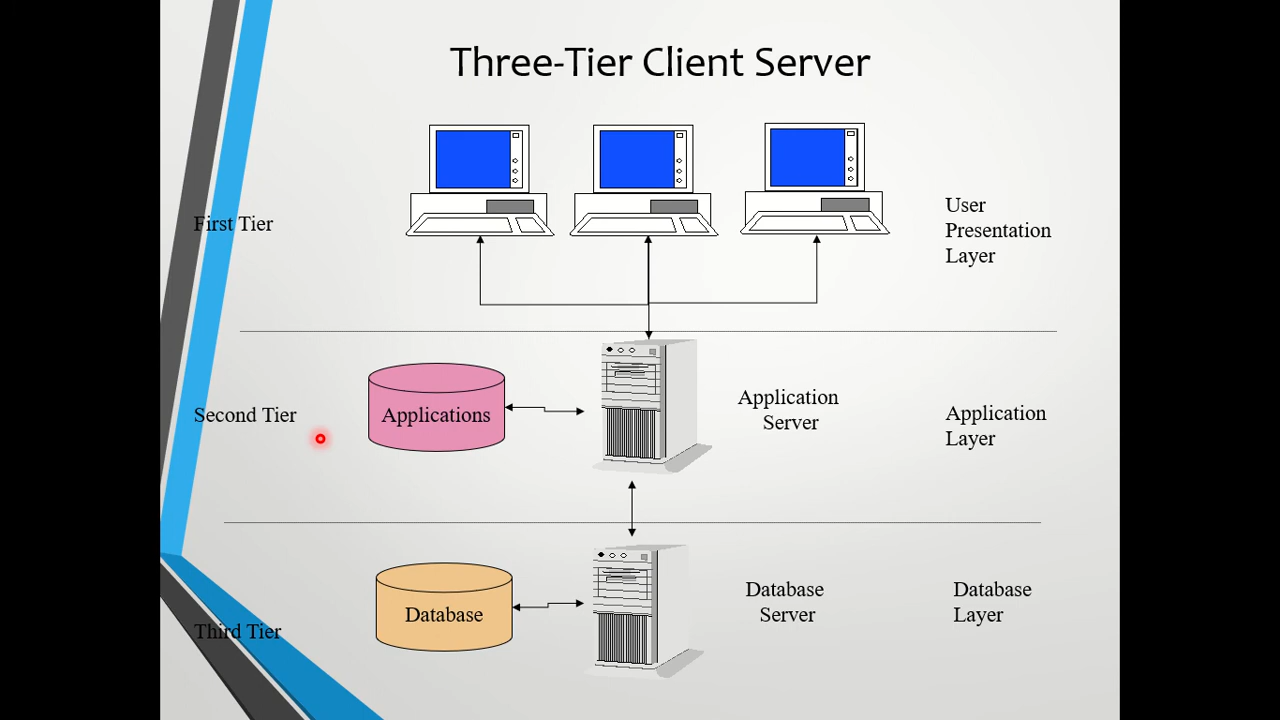 Three-Tier Client Server
First Tier
User
Presentation
Layer
Second Tier
Applications
Application
Server
Application
Layer
Third Tier
Database
Database
Server
Database
Layer